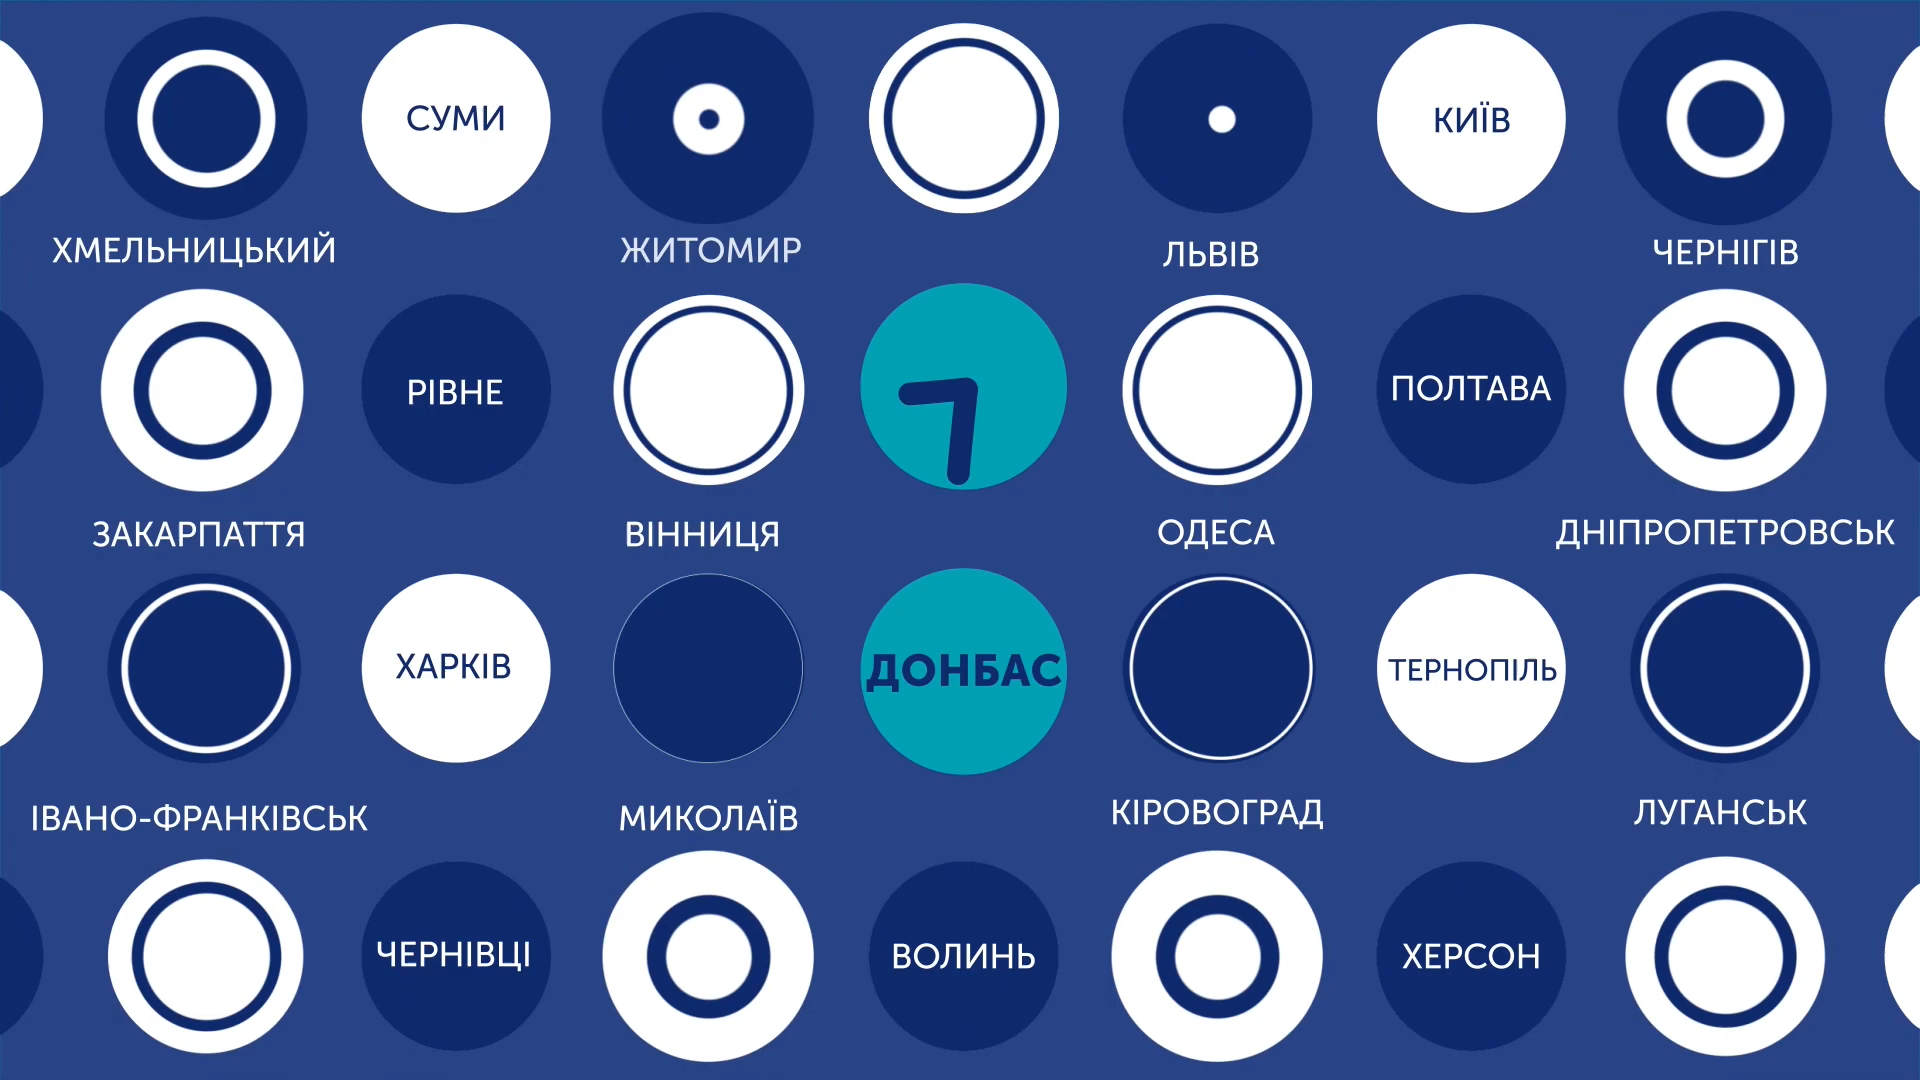 СУМИ
КИЇВ
ХМЕЛЬНИЦЬКИЙ
ЖИТОМИР
ЛЬВІВ
ЧЕРНІГІВ
РІВНЕ
ПОЛТАВА
ЗАКАРПАТТЯ
ВІННИЦЯ
ОДЕСА
ДНІПРОПЕТРОВСЬК
ХАРКІВ
ДОНБАС
ТЕРНОПІЛЬ
ІВАНО-ФРАНКІВСЬК
МИКОЛАЇВ
КІРОВОГРАД
ЛУГАНСЬК
ЧЕРНІВЦІ
ВОЛИНЬ
ХЕРСОН